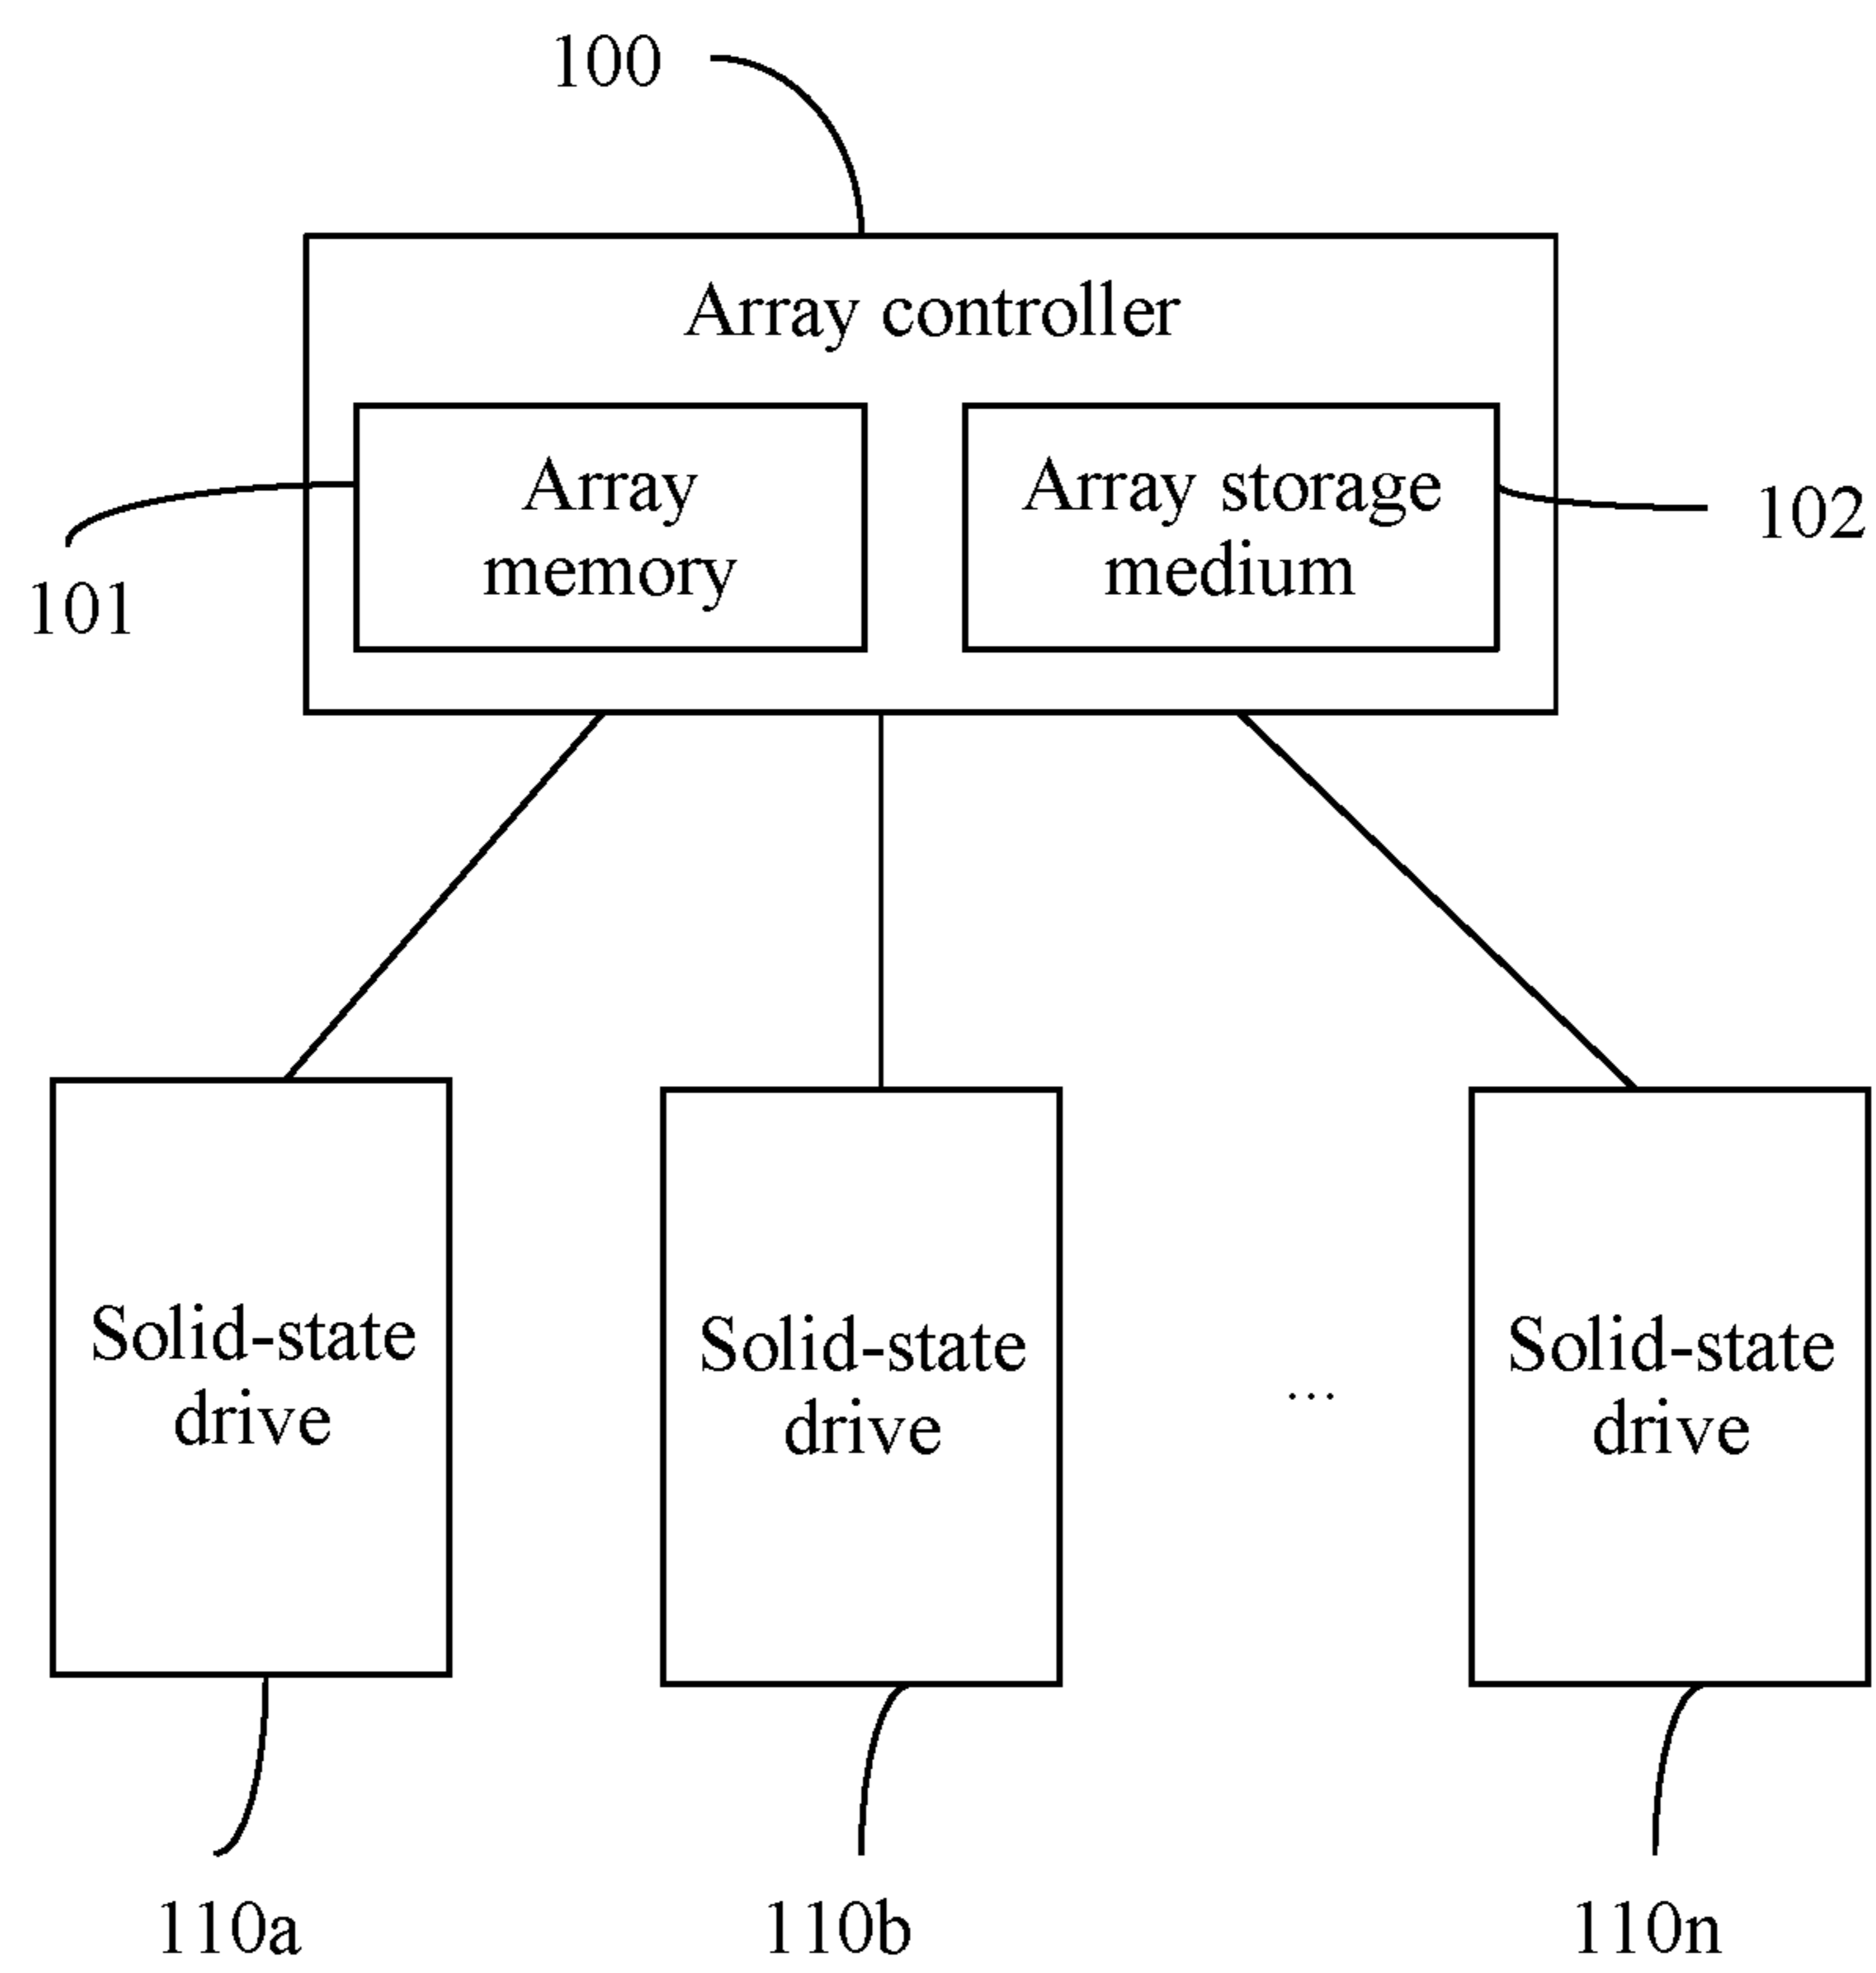 100
Array controller
Array
memory
Array storage
medium
101
102
Solid-state
drive
Solid-state
drive
...
Solid-state
drive
110a
110b
110n